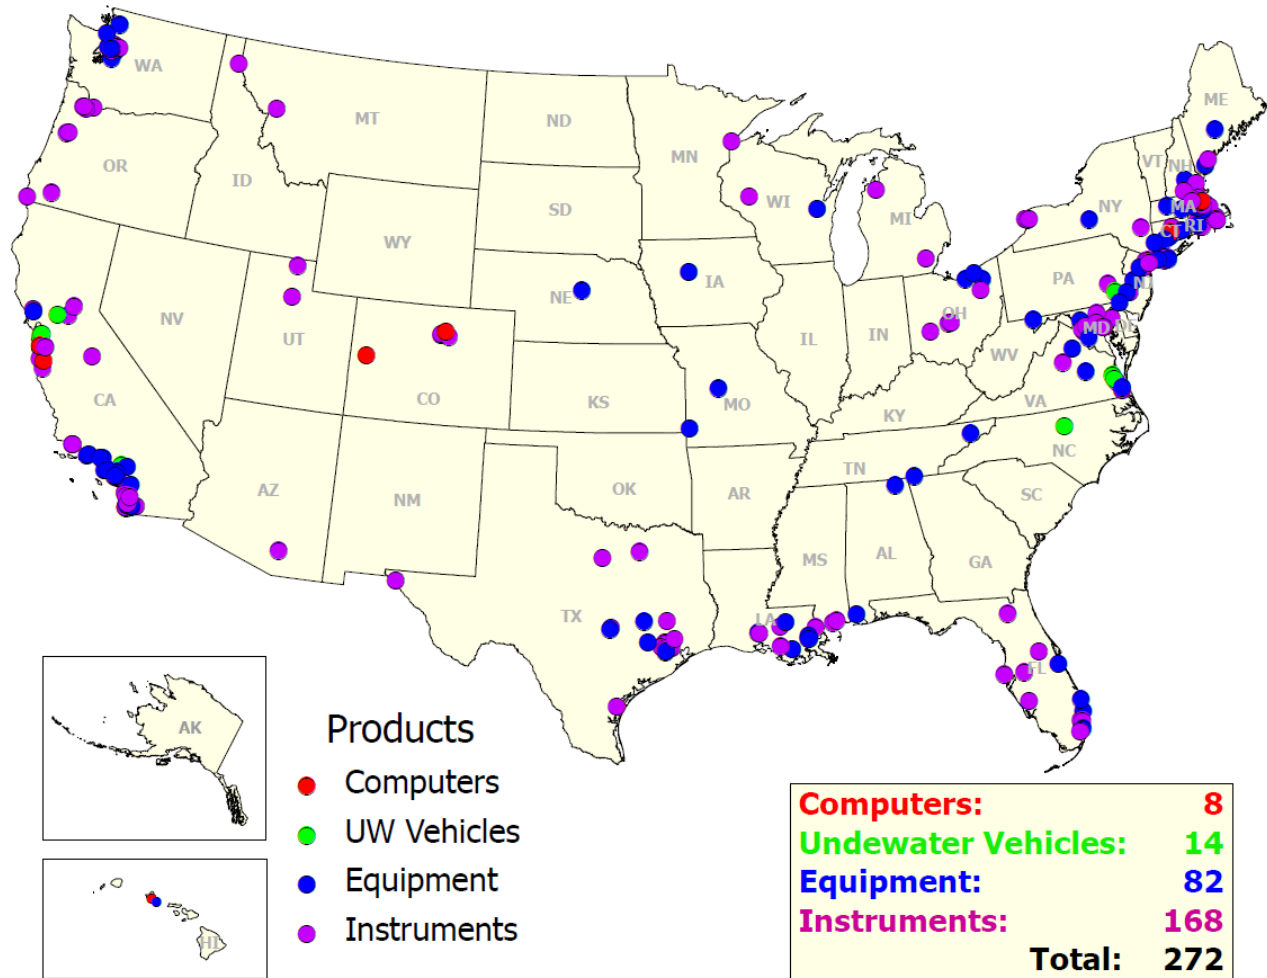 WA
MT
ND
MN
ME
OR
ID
SD
WI
MI
VT
NH
NY
MA
CT
RI
WY
NE
IA
PA
NJ
NV
UT
CO
KS
MO
IL
IN
OH
WV
MD
DE
CA
KY
VA
AZ
NM
OK
AR
TN
NC
SC
MS
AL
GA
TX
LA
FL
AK
HI
Products
Computers
UW Vehicles
Equipment
Instruments
Computers: 8
Undewater Vehicles: 14
Equipment: 82
Instruments: 168
Total: 272